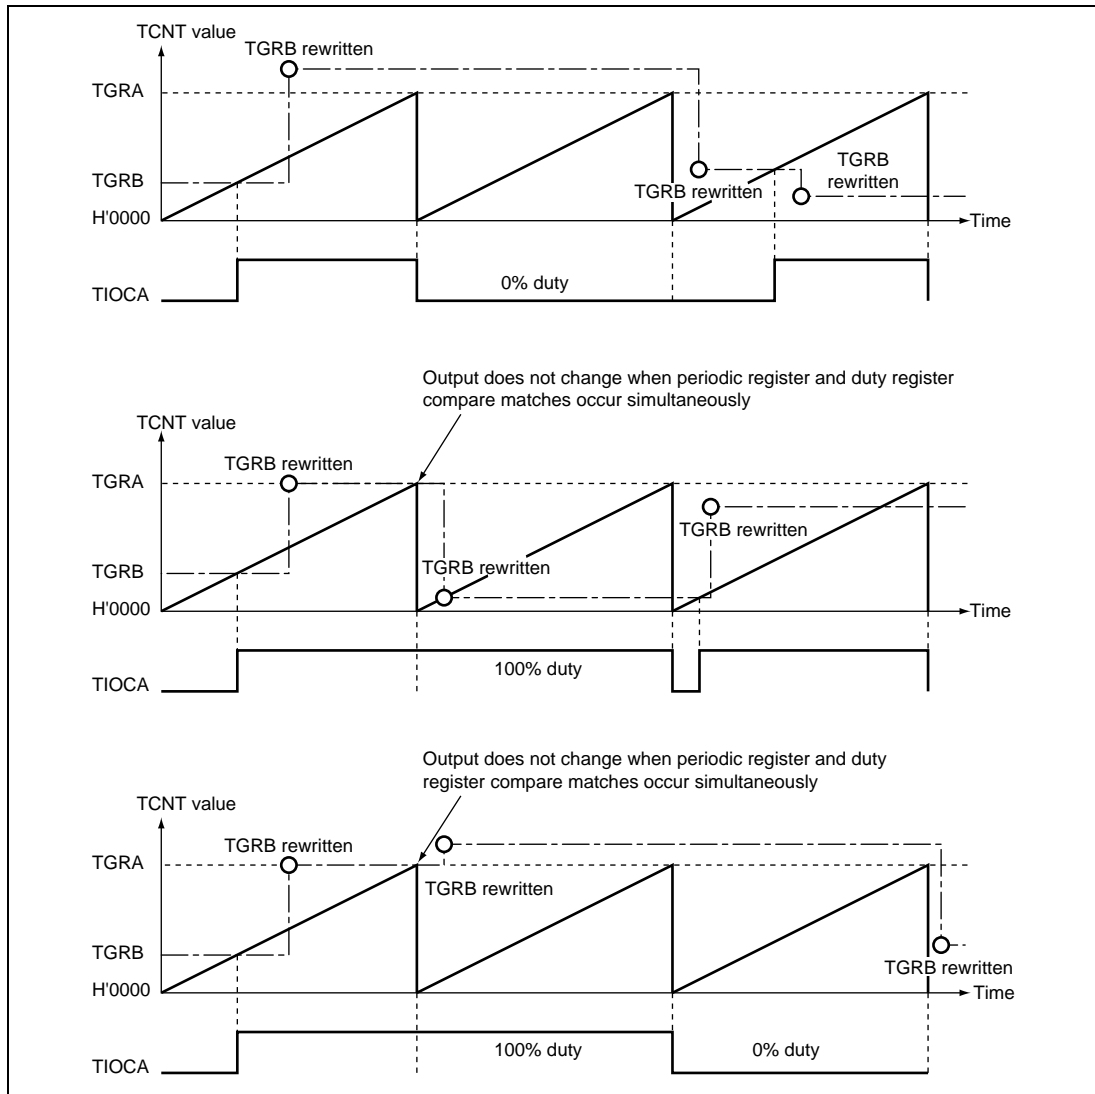 TCNT value
TGRB rewritten
TGRA
TGRB
rewritten
TGRB
TGRB rewritten
H'0000
Time
0% duty
TIOCA
Output does not change when periodic register and duty register
compare matches occur simultaneously
TCNT value
TGRB rewritten
TGRA
TGRB rewritten
TGRB rewritten
TGRB
H'0000
Time
100% duty
TIOCA
Output does not change when periodic register and duty
register compare matches occur simultaneously
TCNT value
TGRB rewritten
TGRA
TGRB rewritten
TGRB
TGRB rewritten
H'0000
Time
100% duty
0% duty
TIOCA